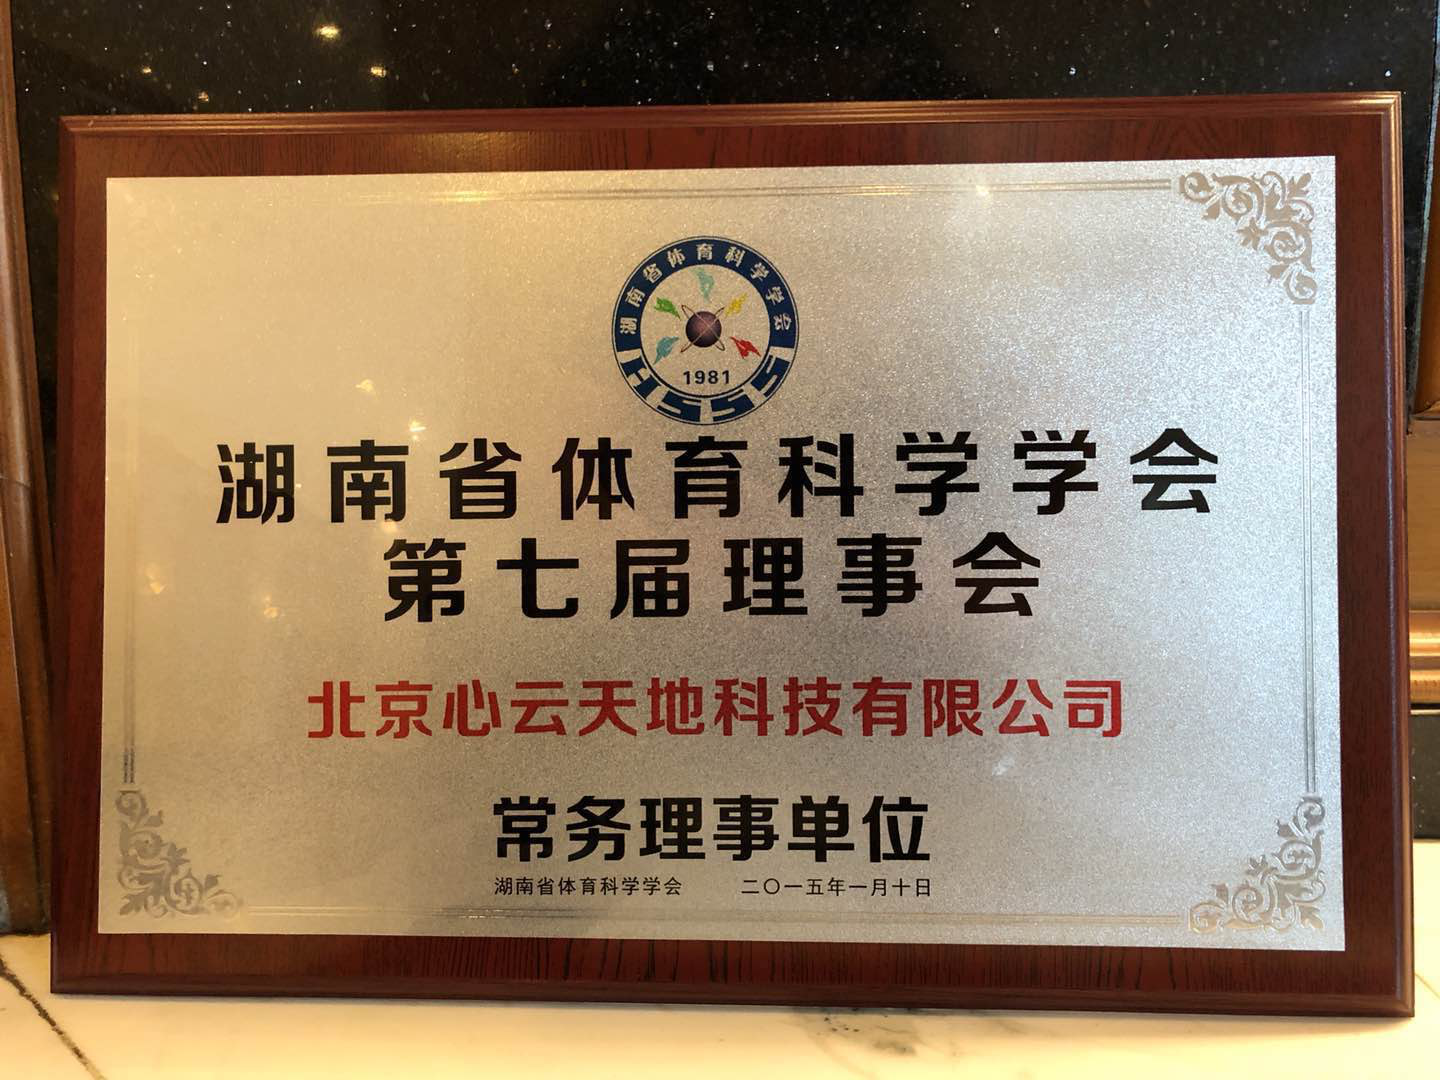 湖南省体育科学学会
HSSSS
1981
湖南省体育科学学会
第七届理事会
北京心云天地科技有限公司
常务理事单位
湖南省体育科学学会 二〇一五年一月十日